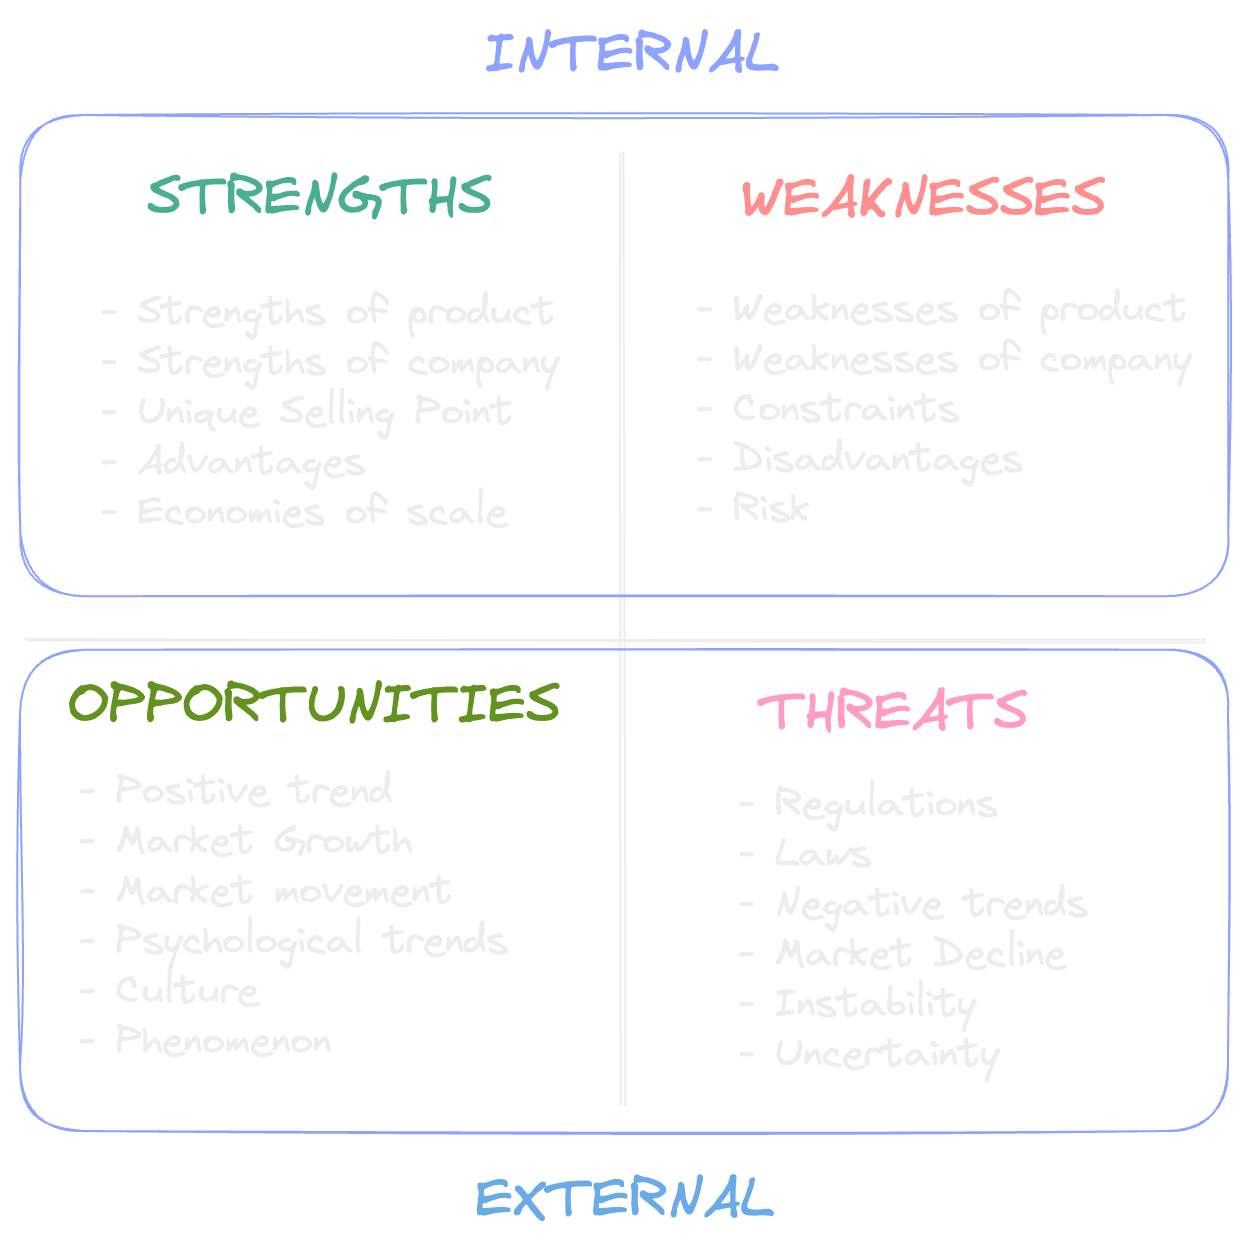 INTERNAL
STRENGTHS
- Strengths of product
- Strengths of company
- Unique Selling Point
- Advantages
- Economies of scale
WEAKNESSES
- Weaknesses of product
- Weaknesses of company
- Constraints
- Disadvantages
- Risk
OPPORTUNITIES
- Positive trend
- Market Growth
- Market movement
- Psychological trends
- Culture
- Phenomenon
THREATS
- Regulations
- Laws
- Negative trends
- Market Decline
- Instability
- Uncertainty
EXTERNAL